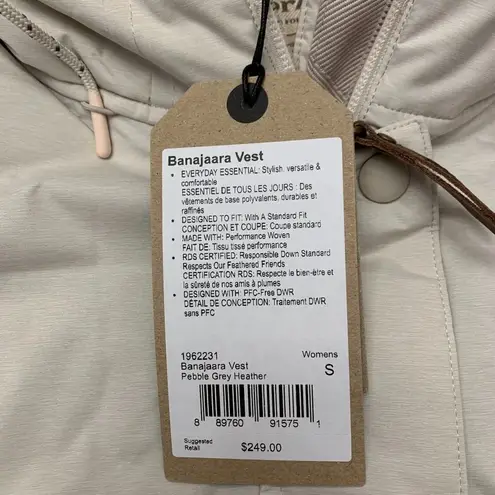 Banajaara Vest
• EVERYDAY ESSENTIAL: Stylish, versatile &
comfortable
ESSENTIEL DE TOUS LES JOURS : Des
vêtements de base polyvalents, durables et
raffinés
• DESIGNED TO FIT: With A Standard Fit
CONCEPTION ET COUPE: Coupe standard
• MADE WITH: Performance Woven
FAIT DE: Tissu tissé performance
• RDS CERTIFIED: Responsible Down Standard
Respects Our Feathered Friends
CERTIFICATION RDS: Respecte le bien-être et
la sûreté de nos amis à plumes
• DESIGNED WITH: PFC-Free DWR
DÉTAIL DE CONCEPTION: Traitement DWR
sans PFC
1962231 Womens
Banajaara Vest S
Pebble Grey Heather
8 89760 91575 1
Suggested
Retail $249.00